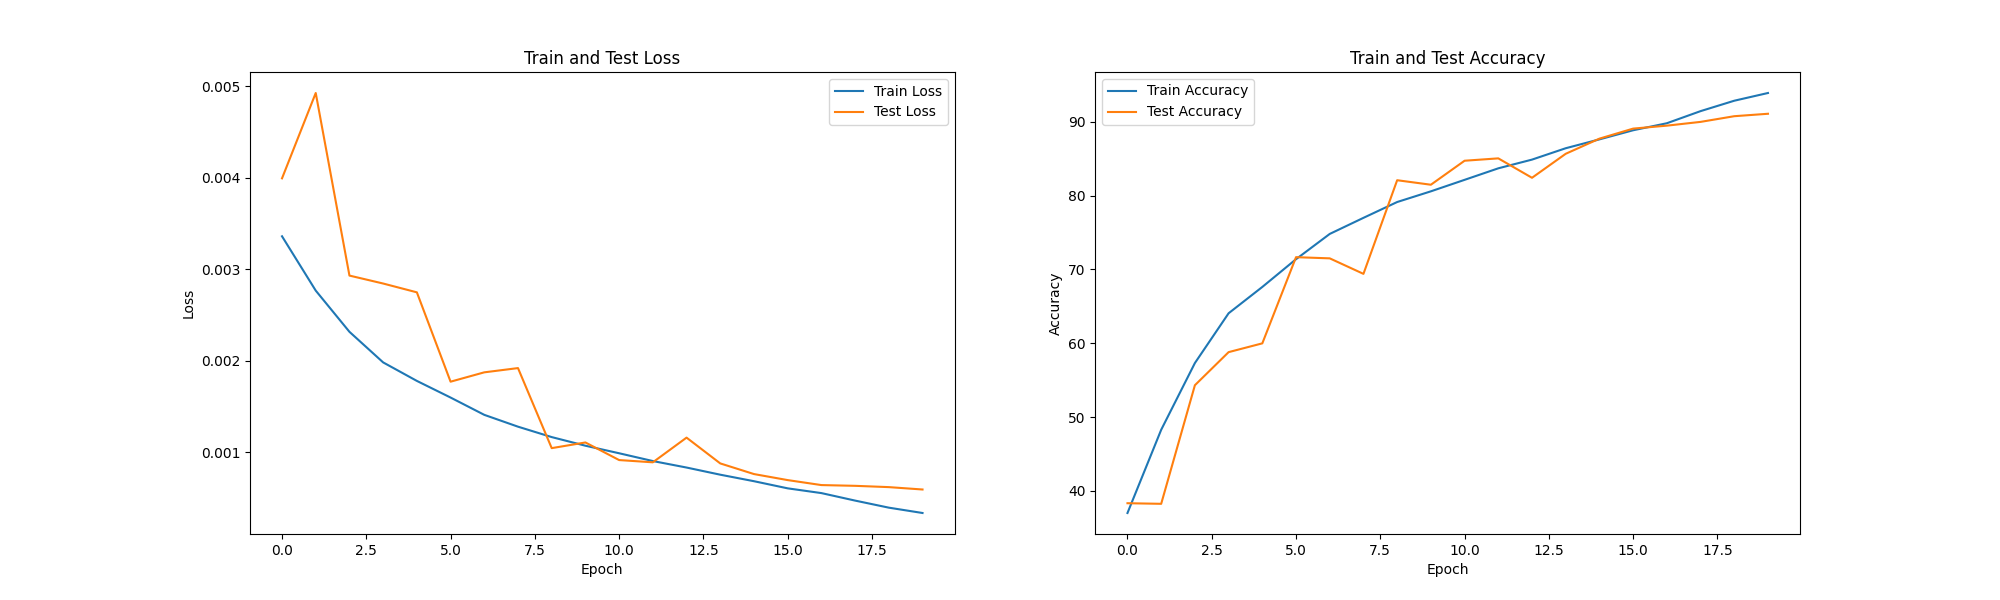 Train and Test Loss
Train Loss
Test Loss
0.005
0.004
0.003
0.002
0.001
Loss
0.0 2.5 5.0 7.5 10.0 12.5 15.0 17.5
Epoch
Train and Test Accuracy
Train Accuracy
Test Accuracy
90
80
70
60
50
40
Accuracy
0.0 2.5 5.0 7.5 10.0 12.5 15.0 17.5
Epoch